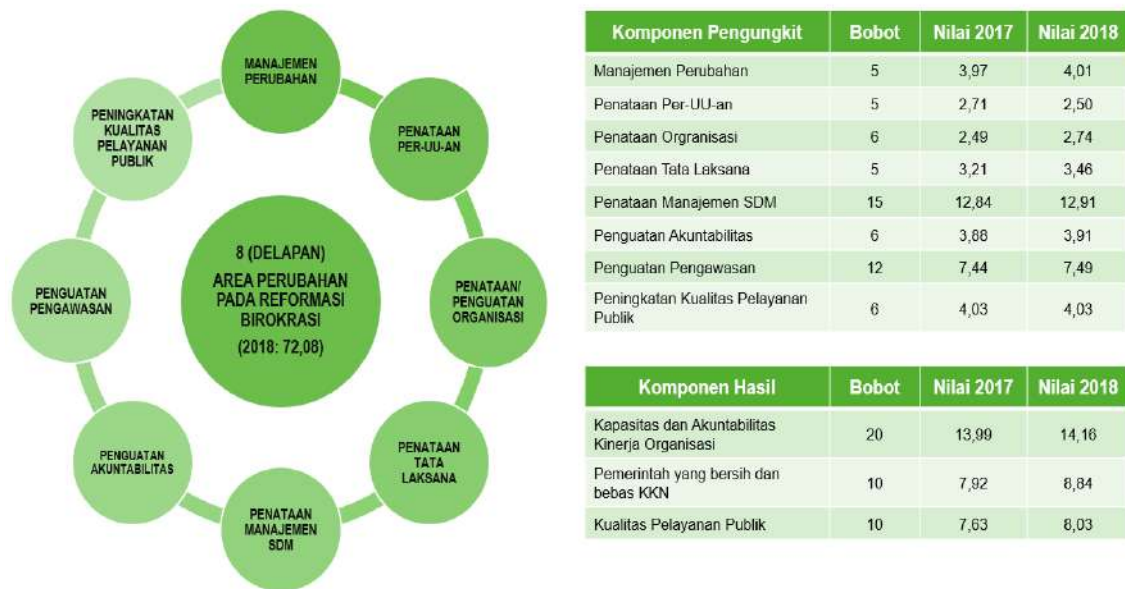 MANAJEMEN
PERUBAHAN
PENATAAN
PER-UU-AN
PENATAAN/
PENGUATAN
ORGANISASI
PENATAAN
TATA
LAKSANA
PENATAAN
MANAJEMEN
SDM
PENGUATAN
AKUNTABILITAS
PENGUATAN
PENGAWASAN
PENINGKATAN
KUALITAS
PELAYANAN
PUBLIK
8 (DELAPAN)
AREA PERUBAHAN
PADA REFORMASI
BIROKRASI
(2018: 72,08)
Komponen Pengungkit Bobot Nilai 2017 Nilai 2018
Manajemen Perubahan 5 3,97 4,01
Penataan Per-UU-an 5 2,71 2,50
Penataan Orgranisasi 6 2,49 2,74
Penataan Tata Laksana 5 3,21 3,46
Penataan Manajemen SDM 15 12,84 12,91
Penguatan Akuntabilitas 6 3,88 3,91
Penguatan Pengawasan 12 7,44 7,49
Peningkatan Kualitas Pelayanan
Publik 6 4,03 4,03
Komponen Hasil Bobot Nilai 2017 Nilai 2018
Kapasitas dan Akuntabilitas
Kinerja Organisasi 20 13,99 14,16
Pemerintah yang bersih dan
bebas KKN 10 7,92 8,84
Kualitas Pelayanan Publik 10 7,63 8,03